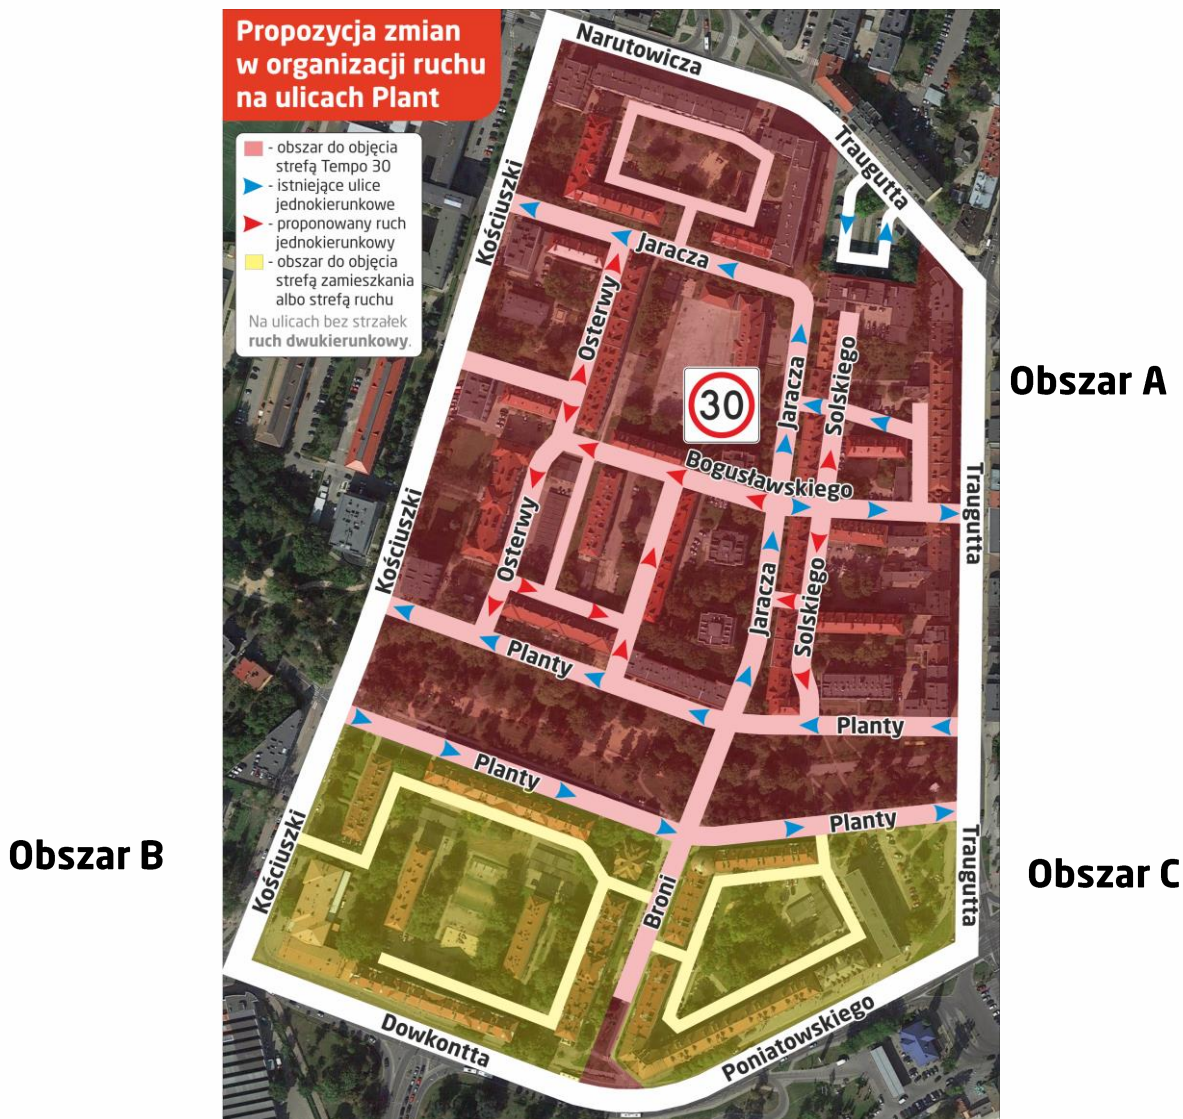 Propozycja zmian
w organizacji ruchu
na ulicach Plant
- obszar do objęcia
strefą Tempo 30
- istniejące ulice
jednokierunkowe
- proponowany ruch
jednokierunkowy
- obszar do objęcia
strefą zamieszkania
albo strefą ruchu
Na ulicach bez strzałek
ruch dwukierunkowy.
Narutowicza
Traugutta
Kościuszki
Jaracza
Osterwy
Solskiego
Jaracza
30
Obszar A
Bogusławskiego
Traugutta
Kościuszki
Osterwy
Jaracza
Solskiego
Planty
Planty
Planty
Planty
Kościuszki
Traugutta
Obszar B
Obszar C
Broni
Dowkontta
Poniatowskiego